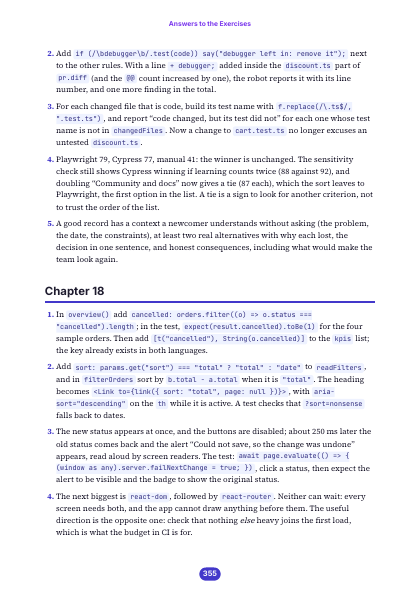 Answers to the Exercises
2. Add if (/\bdebugger\b/.test(code)) say("debugger left in: remove it"); next
to the other rules. With a line + debugger; added inside the discount.ts part of
pr.diff (and the @@ count increased by one), the robot reports it with its line
number, and one more finding in the total.
3. For each changed file that is code, build its test name with f.replace(/\.ts$/,
".test.ts"), and report “code changed, but its test did not” for each one whose test
name is not in changedFiles. Now a change to cart.test.ts no longer excuses an
untested discount.ts.
4. Playwright 79, Cypress 77, manual 41: the winner is unchanged. The sensitivity
check still shows Cypress winning if learning counts twice (88 against 92), and
doubling “Community and docs” now gives a tie (87 each), which the sort leaves to
Playwright, the first option in the list. A tie is a sign to look for another criterion, not
to trust the order of the list.
5. A good record has a context a newcomer understands without asking (the problem,
the date, the constraints), at least two real alternatives with why each lost, the
decision in one sentence, and honest consequences, including what would make the
team look again.
Chapter 18
1. In overview() add cancelled: orders.filter((o) => o.status ===
"cancelled").length; in the test, expect(result.cancelled).toBe(1) for the four
sample orders. Then add [t("cancelled"), String(o.cancelled)] to the kpis list;
the key already exists in both languages.
2. Add sort: params.get("sort") === "total" ? "total" : "date" to readFilters,
and in filterOrders sort by b.total - a.total when it is "total". The heading
becomes <Link to={link({ sort: "total", page: null })}>, with aria-
sort="descending" on the th while it is active. A test checks that ?sort=nonsense
falls back to dates.
3. The new status appears at once, and the buttons are disabled; about 250 ms later the
old status comes back and the alert “Could not save, so the change was undone”
appears, read aloud by screen readers. The test: await page.evaluate(() => {
(window as any).server.failNextChange = true; }), click a status, then expect the
alert to be visible and the badge to show the original status.
4. The next biggest is react-dom, followed by react-router. Neither can wait: every
screen needs both, and the app cannot draw anything before them. The useful
direction is the opposite one: check that nothing else heavy joins the first load,
which is what the budget in CI is for.
355